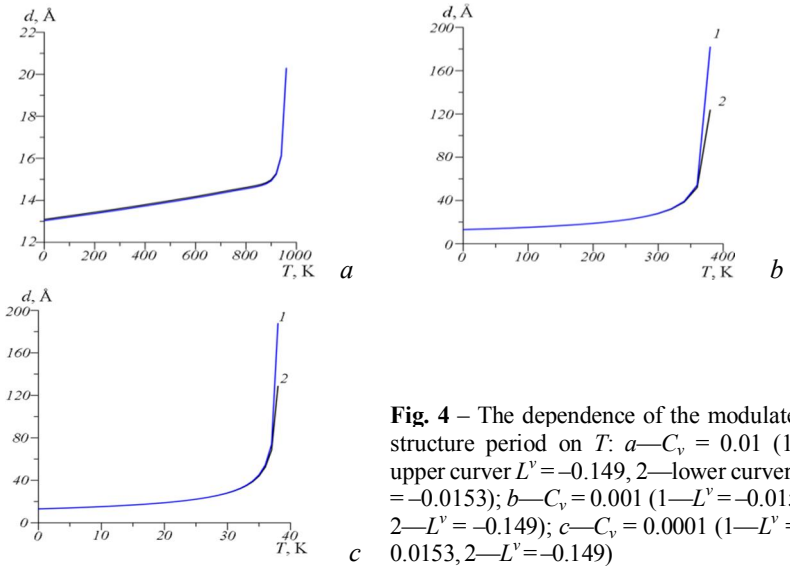 d, Å
22
20
18
16
14
12
0 200 400 600 800 1000
T, K
a
d, Å
200
160
120
80
40
0
0 100 200 300 400
T, K
1
2
b
d, Å
200
160
120
80
40
0
0 10 20 30 40
T, K
1
2
c
Fig. 4 – The dependence of the modulate
structure period on T: a—Cv = 0.01 (1
upper curver Lv = –0.149, 2—lower curver
= –0.0153); b—Cv = 0.001 (1—Lv = –0.015
2—Lv = –0.149); c—Cv = 0.0001 (1—Lv =
0.0153, 2—Lv = –0.149)